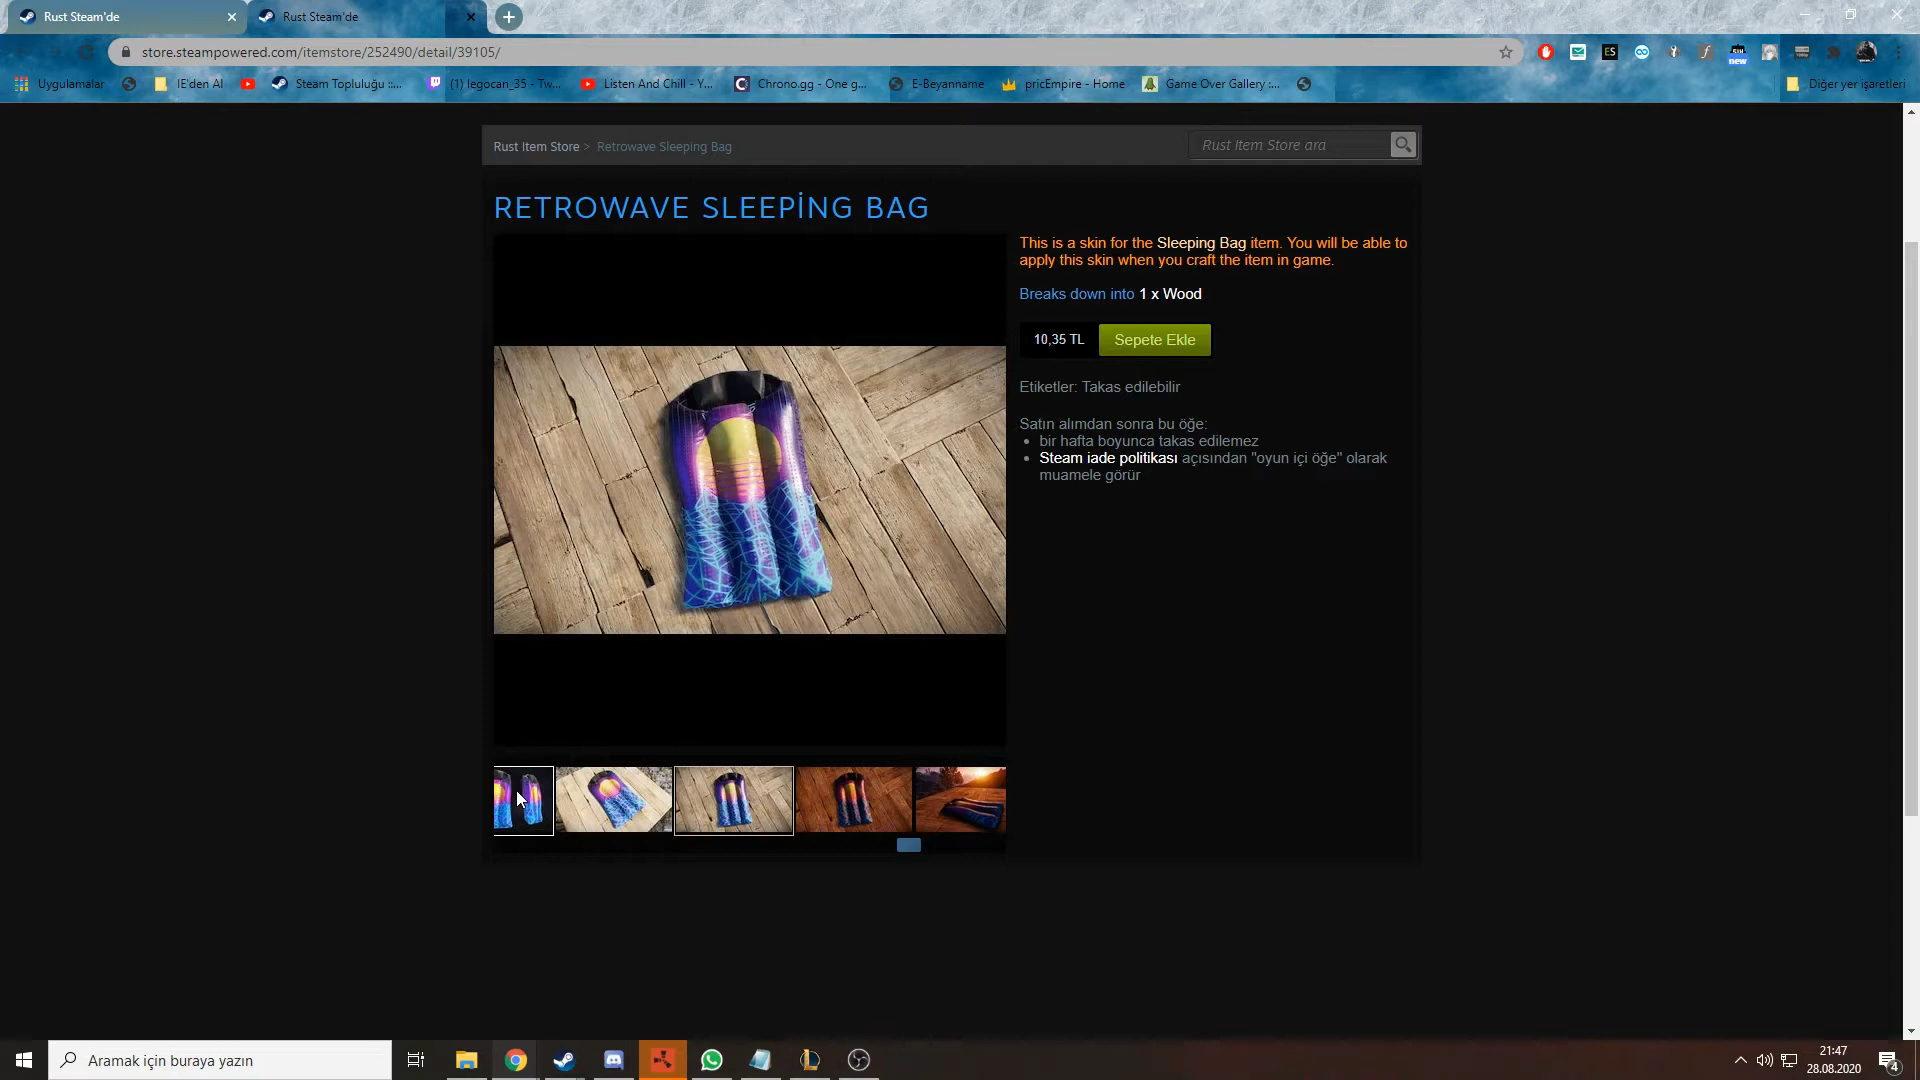 Rust Steam'de
Rust Steam'de
store.steampowered.com/itemstore/252490/detail/39105/
ES
new
Uygulamalar
IE'den Al
Steam Topluluğu ::...
(1) legocan_35 - Tw...
Listen And Chill - Y...
Chrono.gg - One g...
E-Beyanname
pricEmpire - Home
Game Over Gallery :...
Diğer yer işaretleri
Rust Item Store > Retrowave Sleeping Bag
Rust Item Store ara
RETROWAVE SLEEPİNG BAG
This is a skin for the Sleeping Bag item. You will be able to
apply this skin when you craft the item in game.
Breaks down into 1 x Wood
10,35 TL
Sepete Ekle
Etiketler: Takas edilebilir
Satın alımdan sonra bu öğe:
bir hafta boyunca takas edilemez
Steam iade politikası açısından "oyun içi öğe" olarak
muamele görür
Aramak için buraya yazın
21:47
28.08.2020
4